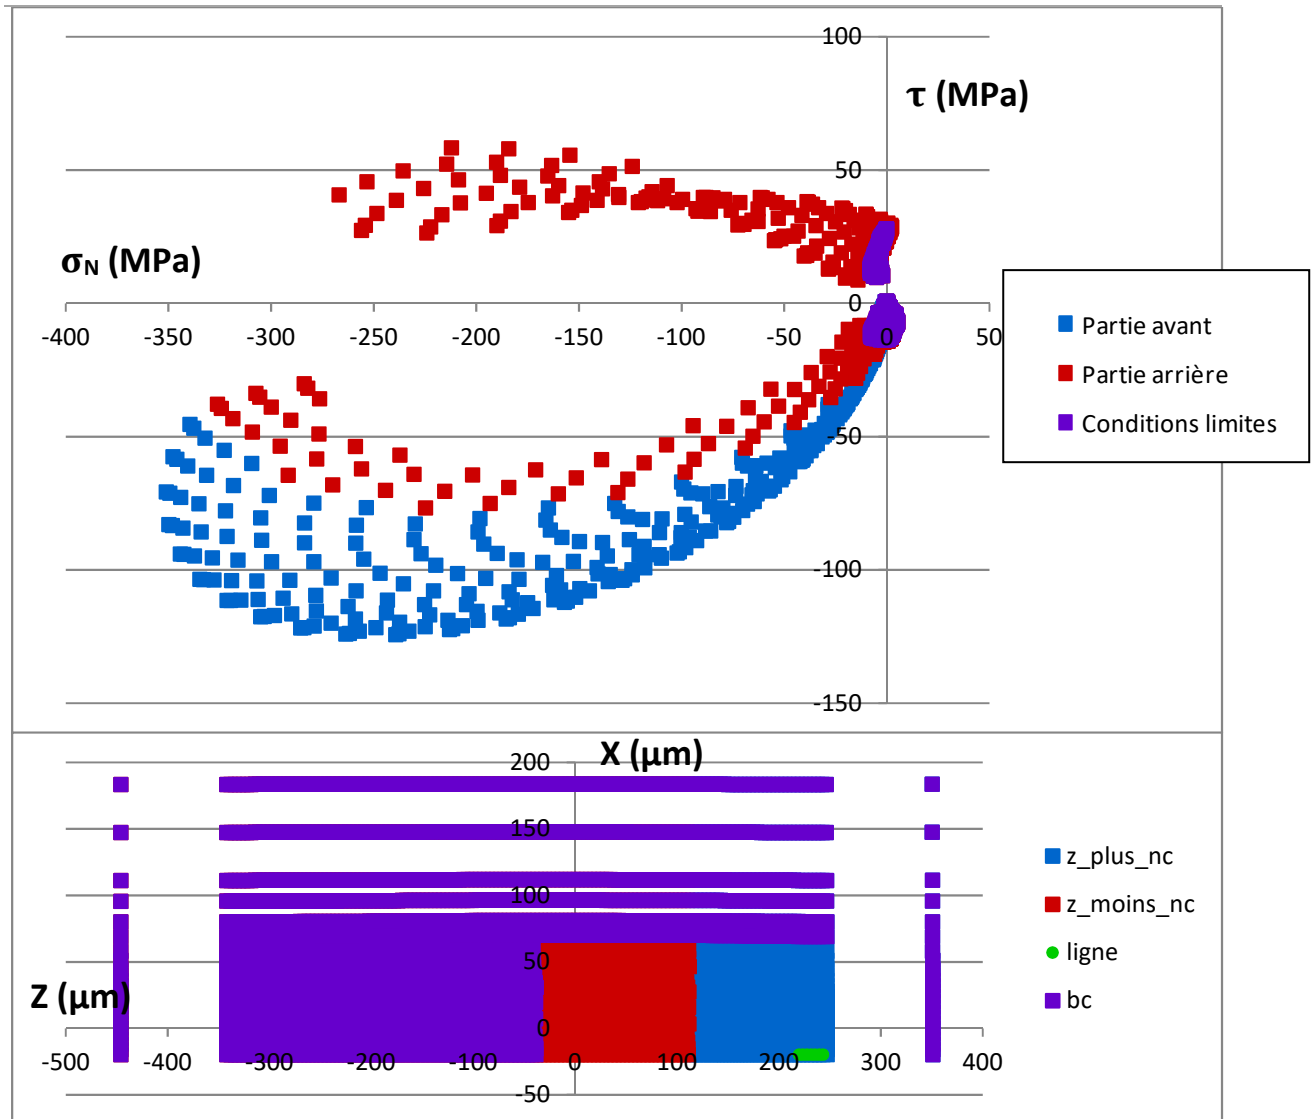 100
τ (MPa)
50
σN (MPa)
0
-400 -350 -300 -250 -200 -150 -100 -50 0 50
-50
-100
-150
Partie avant
Partie arrière
Conditions limites
X (μm)
200
150
100
50
Z (μm)
0
-500 -400 -300 -200 -100 0 100 200 300 400
-50
z_plus_nc
z_moins_nc
ligne
bc